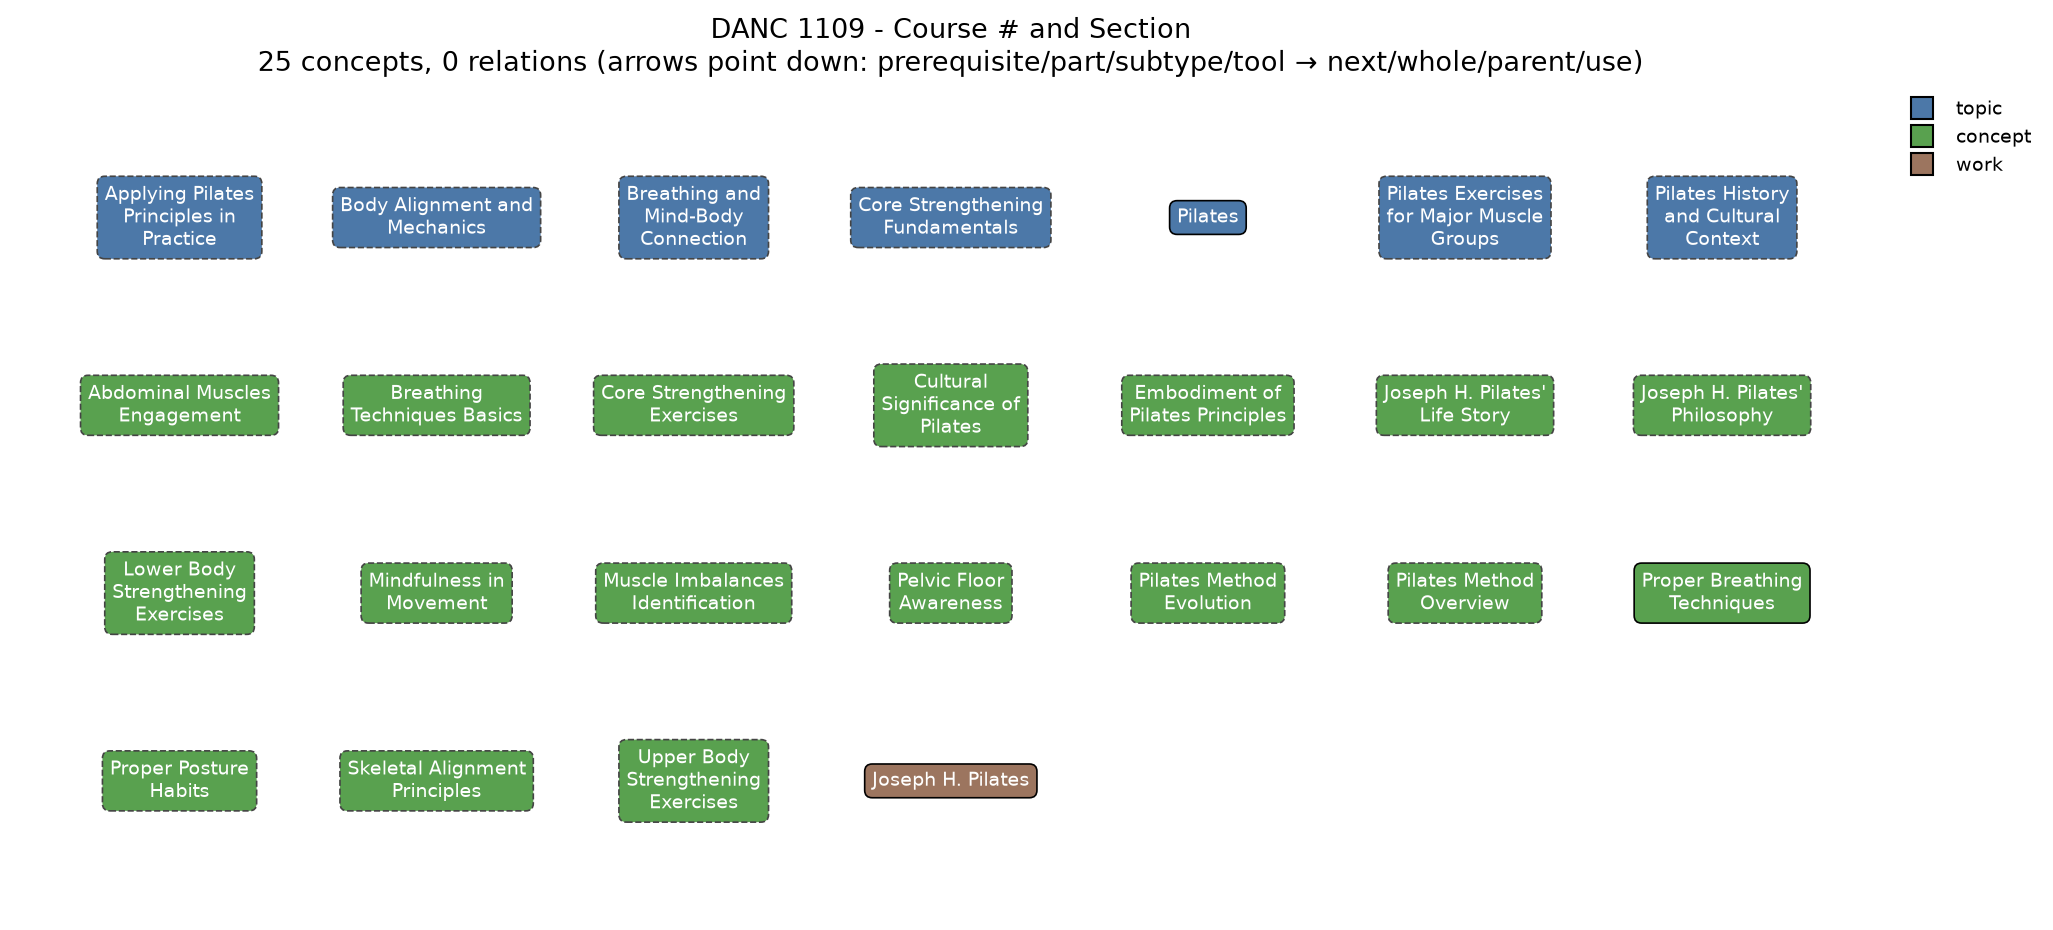 DANC 1109 - Course # and Section
25 concepts, 0 relations (arrows point down: prerequisite/part/subtype/tool → next/whole/parent/use)
topic
concept
work
Applying Pilates
Principles in
Practice
Body Alignment and
Mechanics
Breathing and
Mind-Body
Connection
Core Strengthening
Fundamentals
Pilates
Pilates Exercises
for Major Muscle
Groups
Pilates History
and Cultural
Context
Abdominal Muscles
Engagement
Breathing
Techniques Basics
Core Strengthening
Exercises
Cultural
Significance of
Pilates
Embodiment of
Pilates Principles
Joseph H. Pilates'
Life Story
Joseph H. Pilates'
Philosophy
Lower Body
Strengthening
Exercises
Mindfulness in
Movement
Muscle Imbalances
Identification
Pelvic Floor
Awareness
Pilates Method
Evolution
Pilates Method
Overview
Proper Breathing
Techniques
Proper Posture
Habits
Skeletal Alignment
Principles
Upper Body
Strengthening
Exercises
Joseph H. Pilates